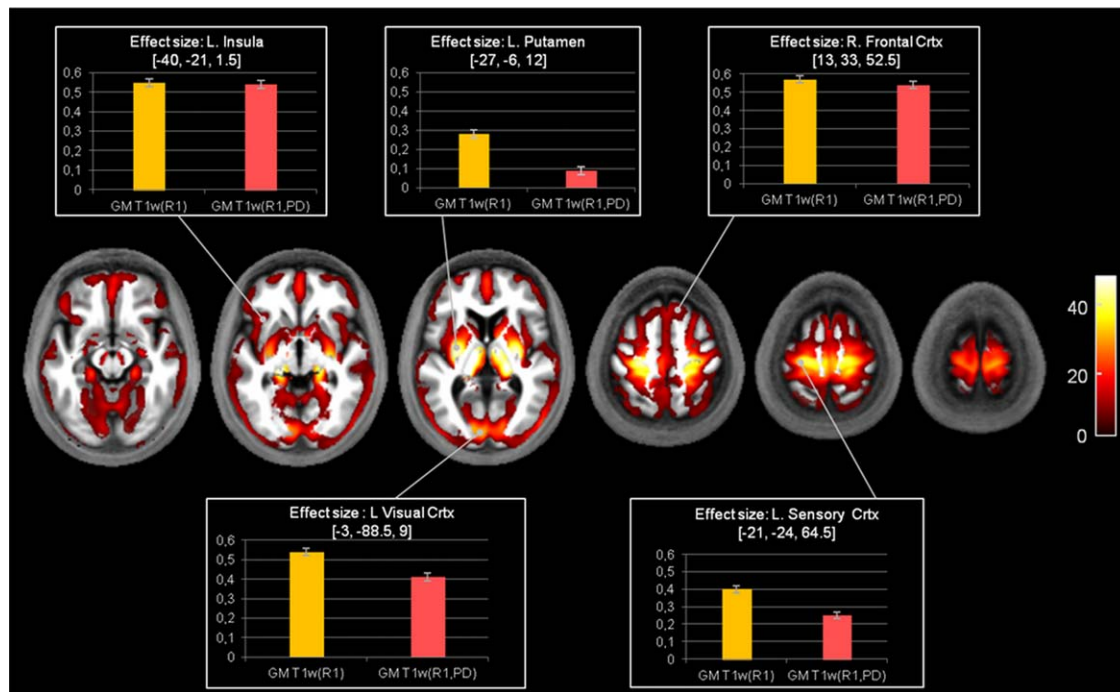 Effect size: L. Insula
[-40, -21, 1.5]
0,6
0,5
0,4
0,3
0,2
0,1
0
GM T1w(R1) GM T1w(R1,PD)
Effect size: L. Putamen
[-27, -6, 12]
0,6
0,5
0,4
0,3
0,2
0,1
0
GM T1w(R1) GM T1w(R1,PD)
Effect size: R. Frontal Crtx
[13, 33, 52.5]
0,6
0,5
0,4
0,3
0,2
0,1
0
GM T1w(R1) GM T1w(R1,PD)
40
20
0
Effect size : L Visual Crtx
[-3, -88.5, 9]
0,6
0,5
0,4
0,3
0,2
0,1
0
GM T1w(R1) GM T1w(R1,PD)
Effect size: L. Sensory Crtx
[-21, -24, 64.5]
0,6
0,5
0,4
0,3
0,2
0,1
0
GM T1w(R1) GM T1w(R1,PD)